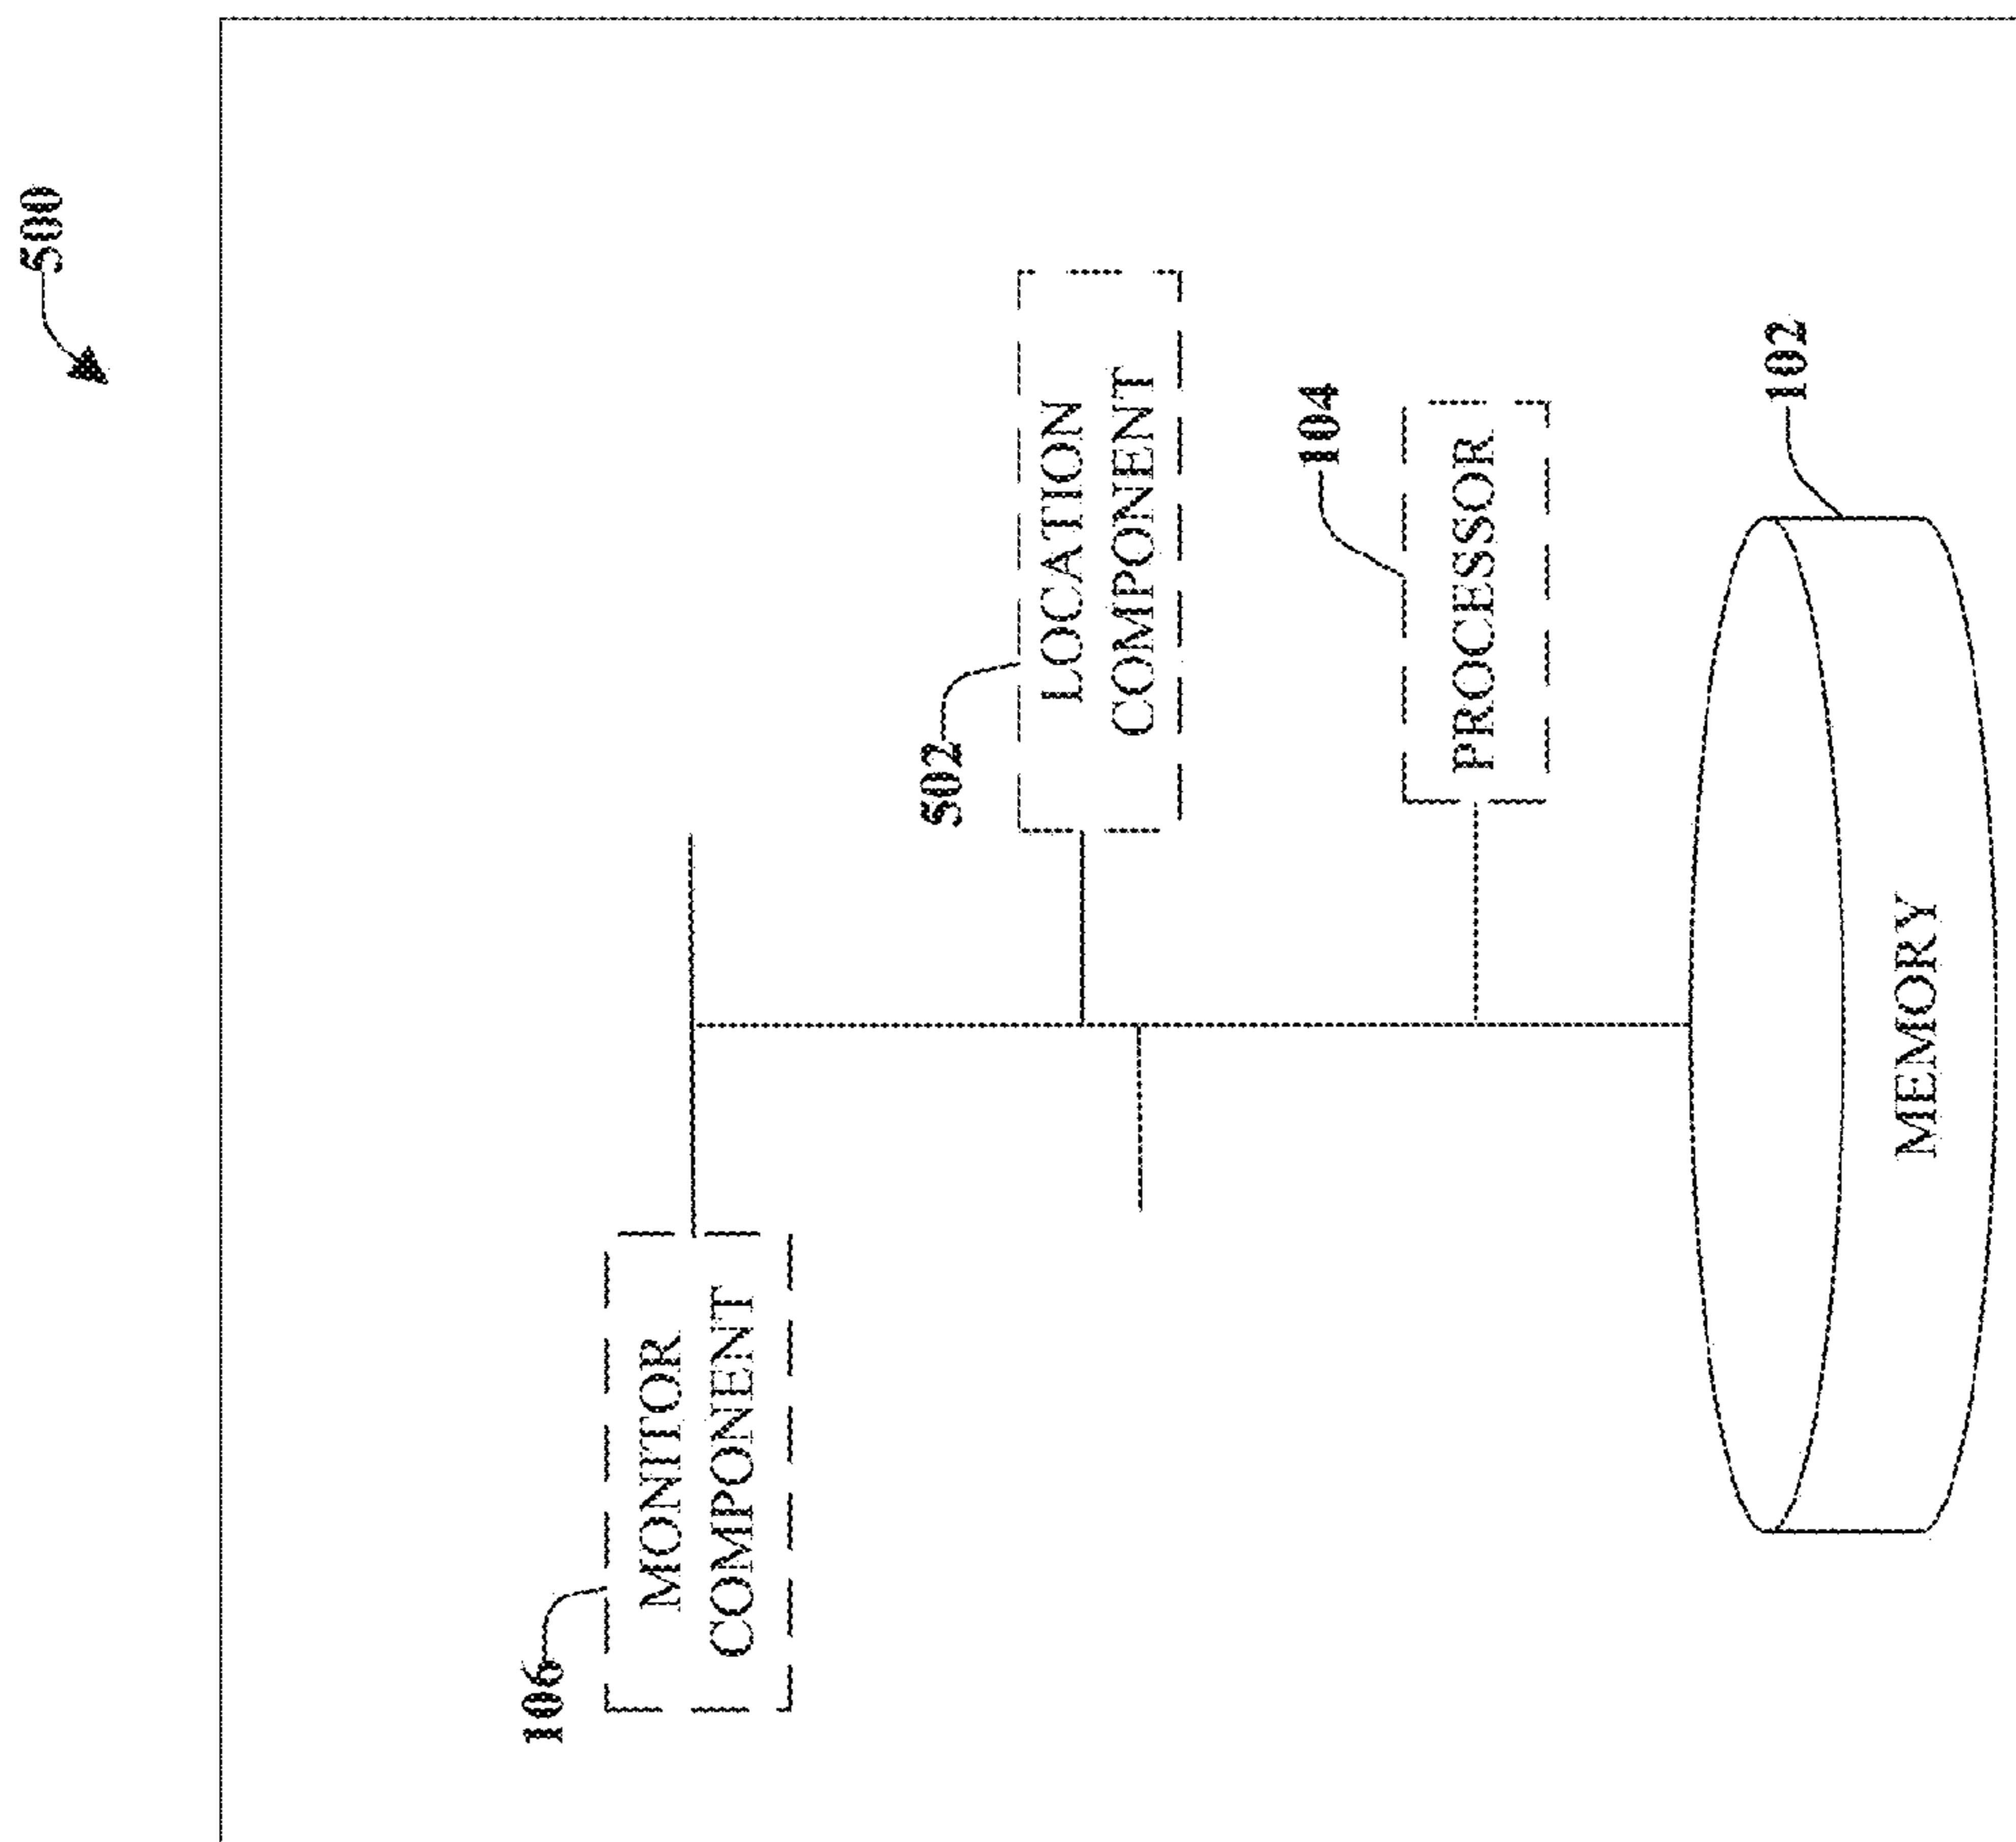 500
106
MONITOR
COMPONENT
502
LOCATION
COMPONENT
104
PROCESSOR
102
MEMORY